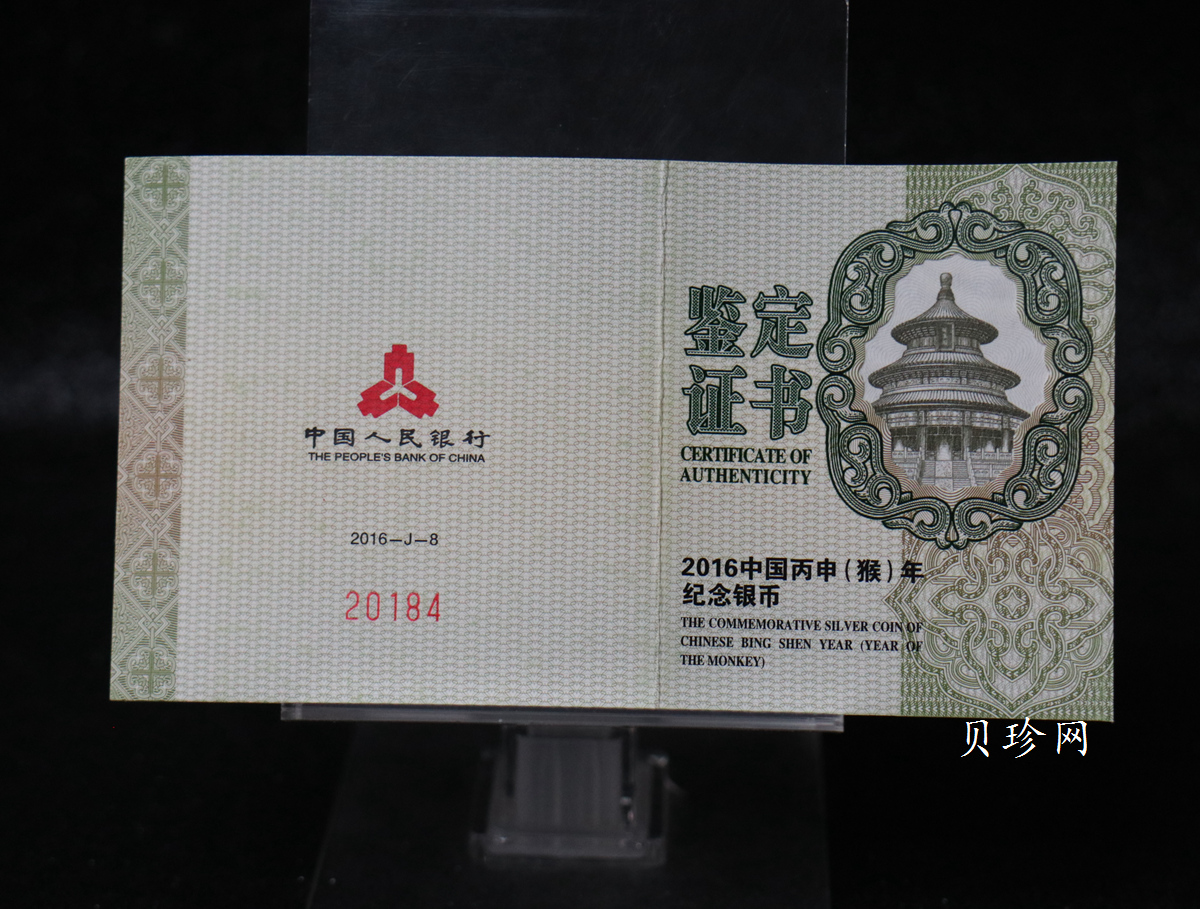 中国人民银行
THE PEOPLE'S BANK OF CHINA
2016-J-8
20184
鉴定
证书
CERTIFICATE OF
AUTHENTICITY
2016中国丙申(猴)年
纪念银币
THE COMMEMORATIVE SILVER COIN OF
CHINESE BING SHEN YEAR (YEAR OF
THE MONKEY)
贝珍网